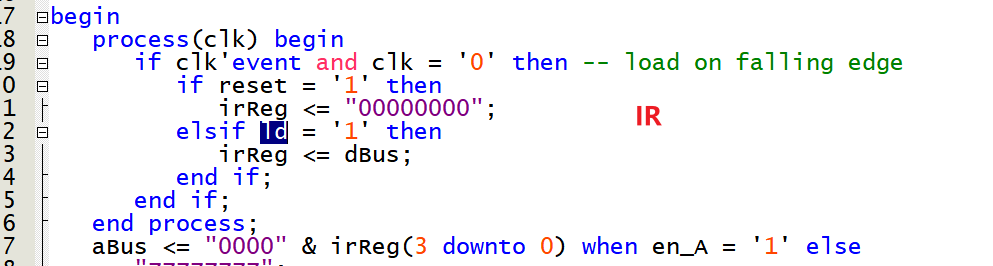 7 begin
8 process(clk) begin
9 if clk'event and clk = '0' then -- load on falling edge
0 if reset = '1' then
1 irReg <= "00000000";
IR
2 elsif ld = '1' then
3 irReg <= dBus;
4 end if;
5 end if;
6 end process;
7 aBus <= "0000" & irReg(3 downto 0) when en_A = '1' else
"ZZZZZZZZ";